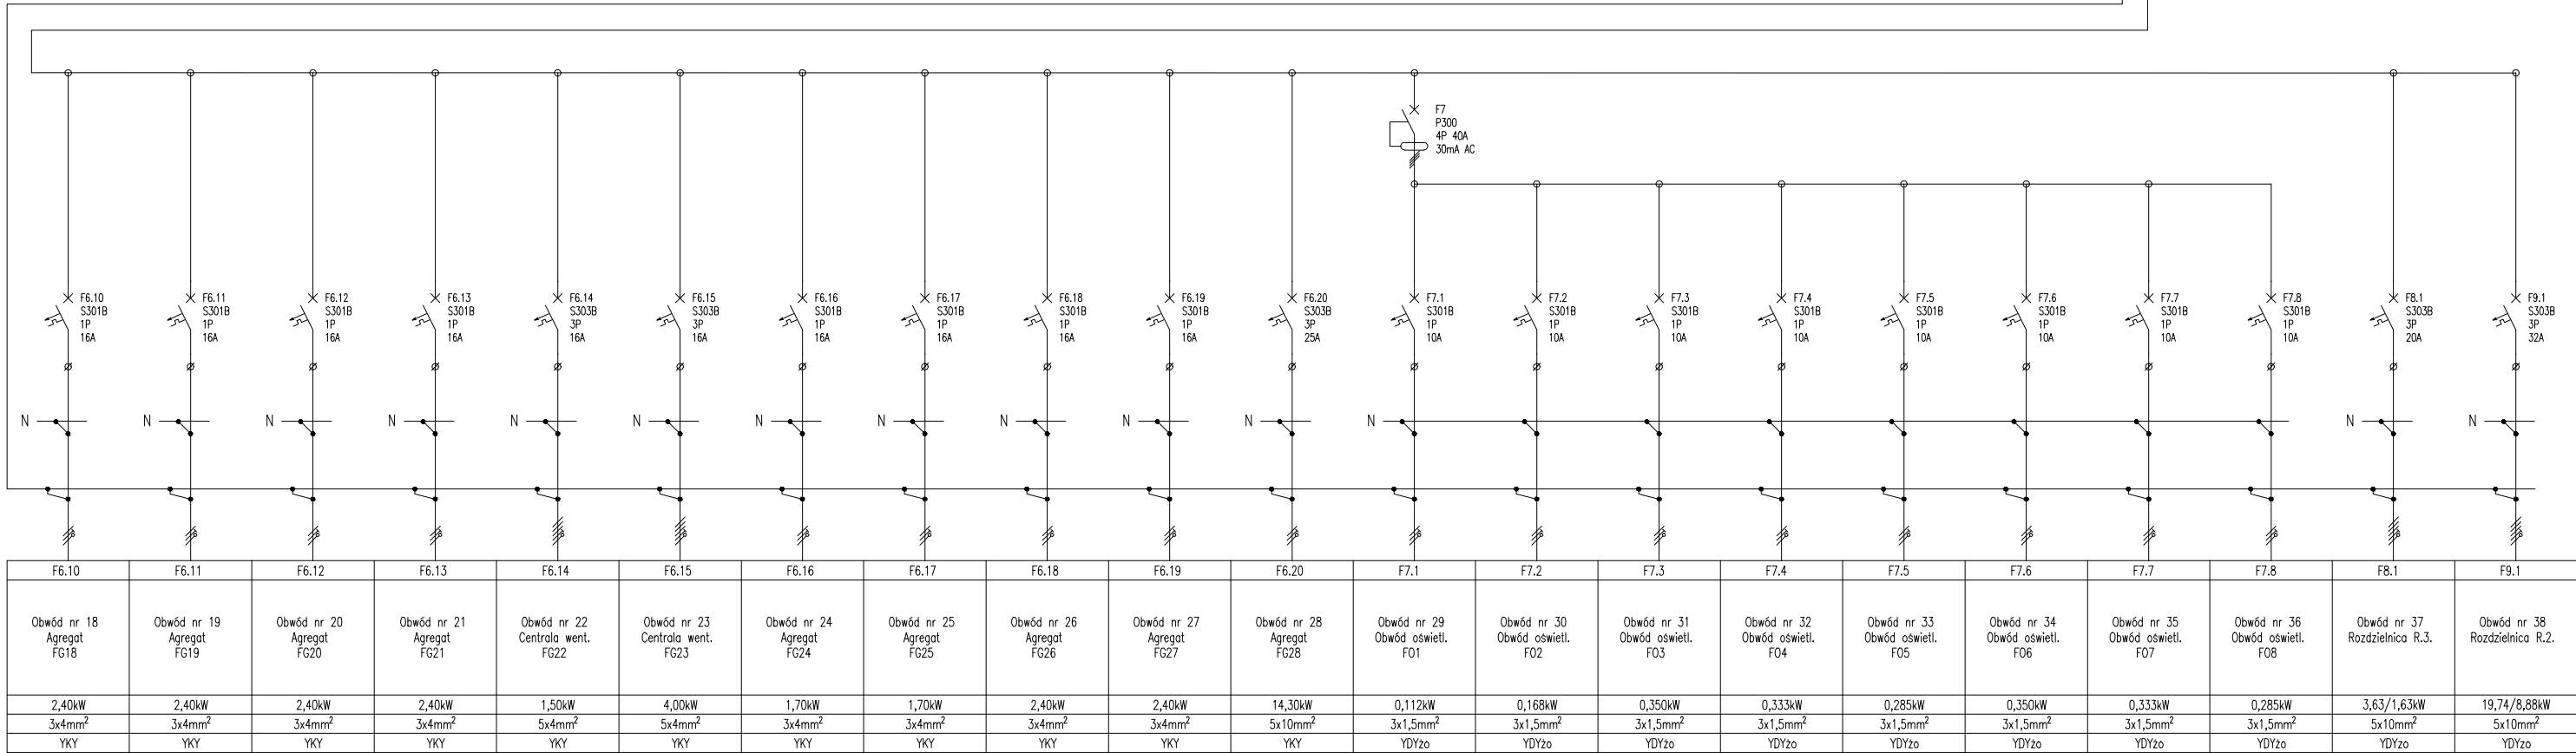 F7
P300
4P 40A
30mA AC
F6.10
S301B
1P
16A
F6.11
S301B
1P
16A
F6.12
S301B
1P
16A
F6.13
S301B
1P
16A
F6.14
S303B
3P
16A
F6.15
S303B
3P
16A
F6.16
S301B
1P
16A
F6.17
S301B
1P
16A
F6.18
S301B
1P
16A
F6.19
S301B
1P
16A
F6.20
S303B
3P
25A
F7.1
S301B
1P
10A
F7.2
S301B
1P
10A
F7.3
S301B
1P
10A
F7.4
S301B
1P
10A
F7.5
S301B
1P
10A
F7.6
S301B
1P
10A
F7.7
S301B
1P
10A
F7.8
S301B
1P
10A
F8.1
S303B
3P
20A
F9.1
S303B
3P
32A
N N N N N N N N N N N N N N
F6.10 F6.11 F6.12 F6.13 F6.14 F6.15 F6.16 F6.17 F6.18 F6.19 F6.20 F7.1 F7.2 F7.3 F7.4 F7.5 F7.6 F7.7 F7.8 F8.1 F9.1
Obwód nr 18
Agregat
FG18
Obwód nr 19
Agregat
FG19
Obwód nr 20
Agregat
FG20
Obwód nr 21
Agregat
FG21
Obwód nr 22
Centrala went.
FG22
Obwód nr 23
Centrala went.
FG23
Obwód nr 24
Agregat
FG24
Obwód nr 25
Agregat
FG25
Obwód nr 26
Agregat
FG26
Obwód nr 27
Agregat
FG27
Obwód nr 28
Agregat
FG28
Obwód nr 29
Obwód oświetl.
FO1
Obwód nr 30
Obwód oświetl.
FO2
Obwód nr 31
Obwód oświetl.
FO3
Obwód nr 32
Obwód oświetl.
FO4
Obwód nr 33
Obwód oświetl.
FO5
Obwód nr 34
Obwód oświetl.
FO6
Obwód nr 35
Obwód oświetl.
FO7
Obwód nr 36
Obwód oświetl.
FO8
Obwód nr 37
Rozdzielnica R.3.
Obwód nr 38
Rozdzielnica R.2.
2,40kW 2,40kW 2,40kW 2,40kW 1,50kW 4,00kW 1,70kW 1,70kW 2,40kW 2,40kW 14,30kW 0,112kW 0,168kW 0,350kW 0,333kW 0,285kW 0,350kW 0,333kW 0,285kW 3,63/1,63kW 19,74/8,88kW
3x4mm² 3x4mm² 3x4mm² 3x4mm² 5x4mm² 5x4mm² 3x4mm² 3x4mm² 3x4mm² 3x4mm² 5x10mm² 3x1,5mm² 3x1,5mm² 3x1,5mm² 3x1,5mm² 3x1,5mm² 3x1,5mm² 3x1,5mm² 3x1,5mm² 5x10mm² 5x10mm²
YKY YKY YKY YKY YKY YKY YKY YKY YKY YKY YKY YDYżo YDYżo YDYżo YDYżo YDYżo YDYżo YDYżo YDYżo YDYżo YDYżo